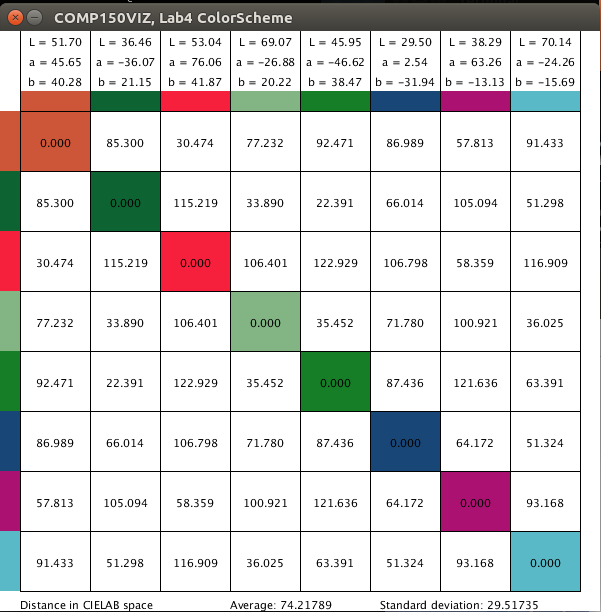 COMP150VIZ, Lab4 ColorScheme
L = 51.70 L = 36.46 L = 53.04 L = 69.07 L = 45.95 L = 29.50 L = 38.29 L = 70.14
a = 45.65 a = -36.07 a = 76.06 a = -26.88 a = -46.62 a = 2.54 a = 63.26 a = -24.26
b = 40.28 b = 21.15 b = 41.87 b = 20.22 b = 38.47 b = -31.94 b = -13.13 b = -15.69
0.000 85.300 30.474 77.232 92.471 86.989 57.813 91.433
85.300 0.000 115.219 33.890 22.391 66.014 105.094 51.298
30.474 115.219 0.000 106.401 122.929 106.798 58.359 116.909
77.232 33.890 106.401 0.000 35.452 71.780 100.921 36.025
92.471 22.391 122.929 35.452 0.000 87.436 121.636 63.391
86.989 66.014 106.798 71.780 87.436 0.000 64.172 51.324
57.813 105.094 58.359 100.921 121.636 64.172 0.000 93.168
91.433 51.298 116.909 36.025 63.391 51.324 93.168 0.000
Distance in CIELAB space Average: 74.21789 Standard deviation: 29.51735